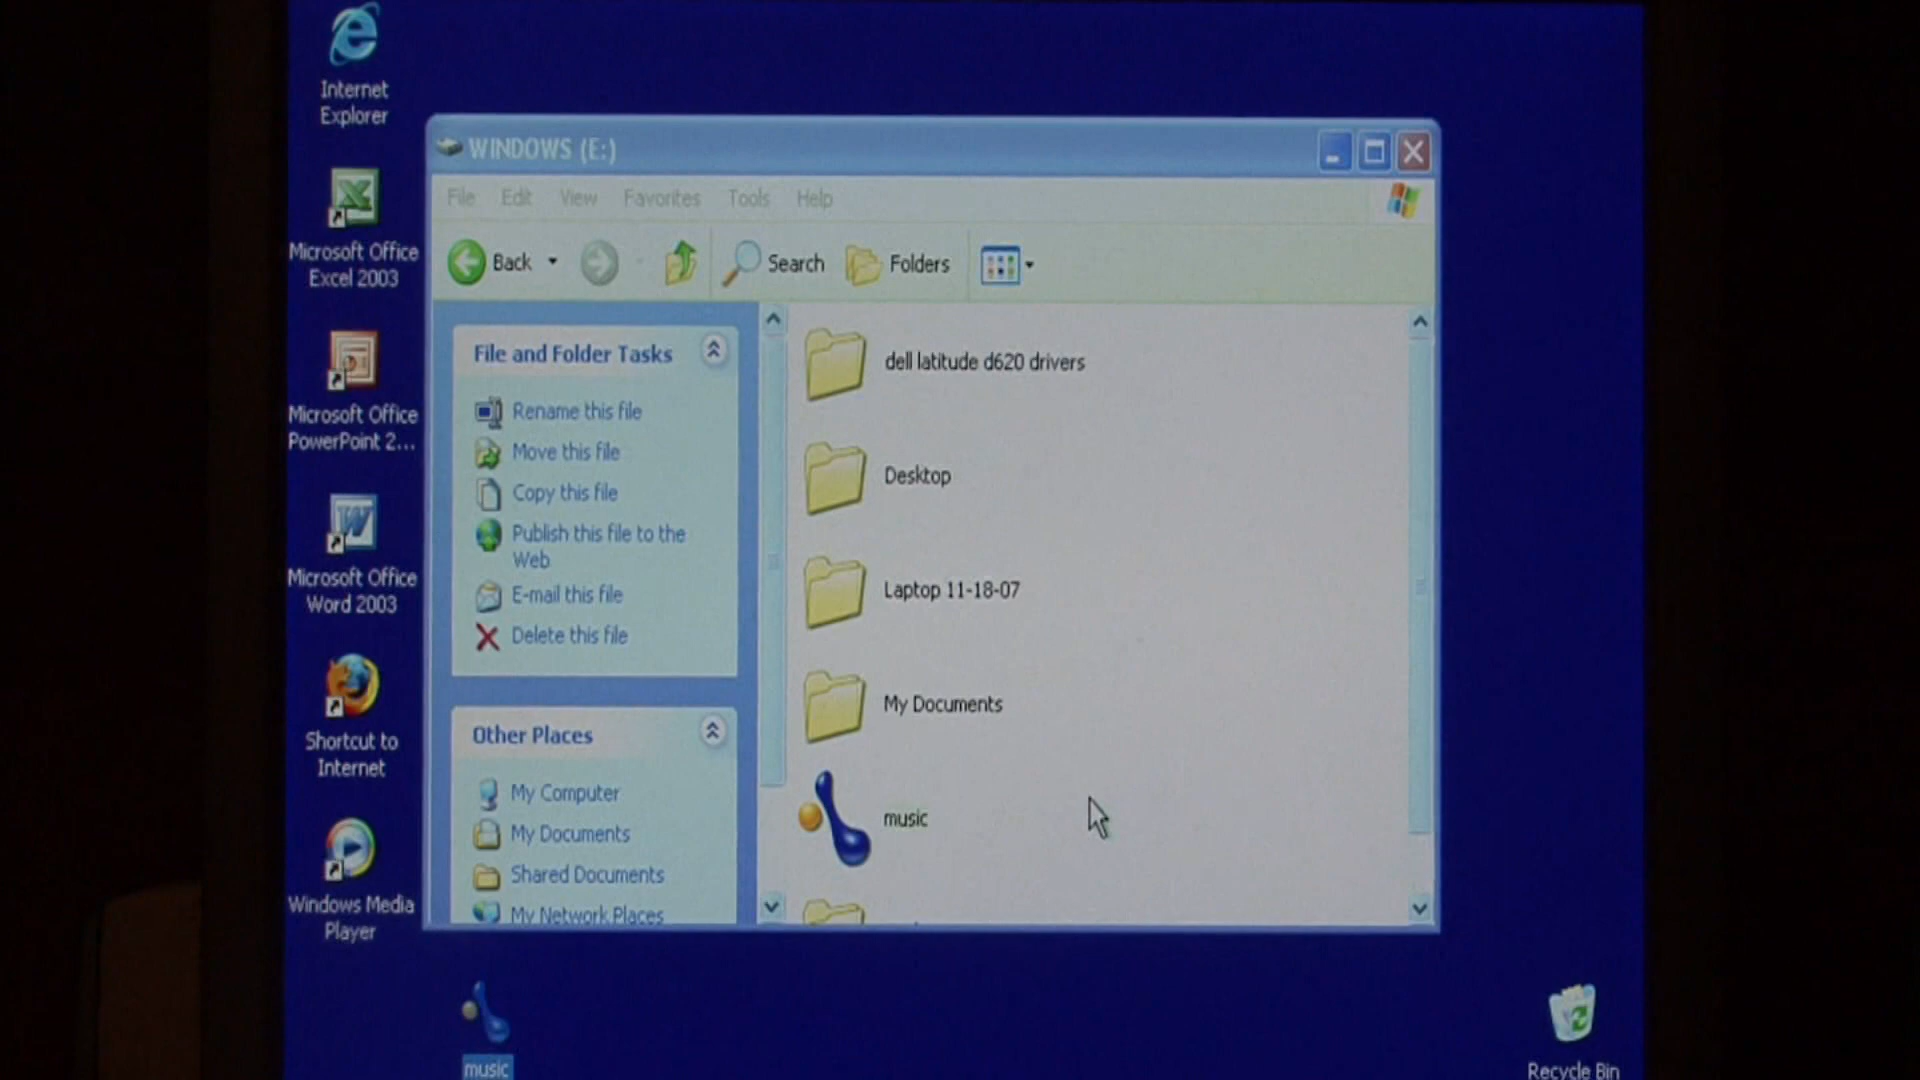 Internet
Explorer
Microsoft Office
Excel 2003
Microsoft Office
PowerPoint 2...
Microsoft Office
Word 2003
Shortcut to
Internet
Windows Media
Player
WINDOWS (E:)
File Edit View Favorites Tools Help
Back Search Folders
File and Folder Tasks
Rename this file
Move this file
Copy this file
Publish this file to the
Web
E-mail this file
Delete this file
Other Places
My Computer
My Documents
Shared Documents
My Network Places
dell latitude d620 drivers
Desktop
Laptop 11-18-07
My Documents
music
music
Recycle Bin